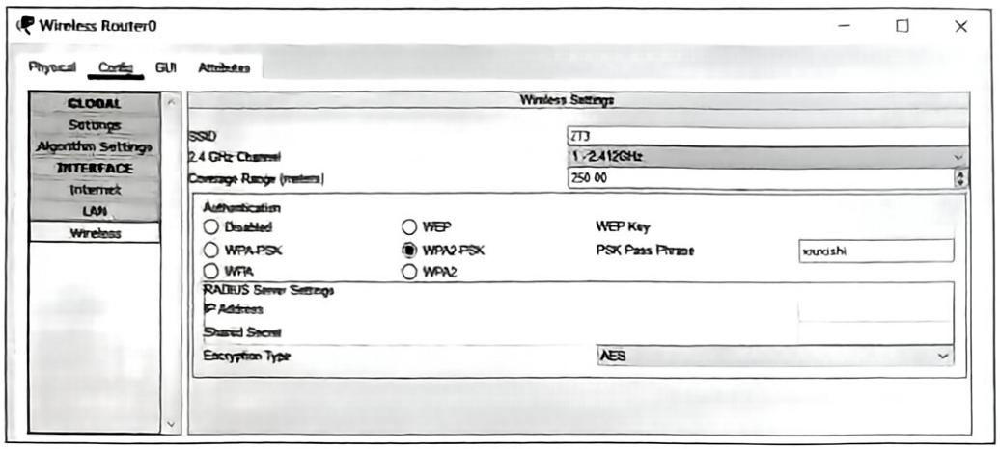 Wireless Router0
Physical Config GUI Attributes
GLOBAL
Settings
Algorithm Settings
INTERFACE
Internet
LAN
Wireless
Wireless Settings
SSID ZT3
2.4 GHz Channel 1 - 2.412GHz
Coverage Range (meters) 250.00
Authentication
Disabled WEP WEP Key
WPA-PSK WPA2-PSK PSK Pass Phrase
WPA WPA2
RADIUS Server Settings
IP Address
Shared Secret
Encryption Type AES